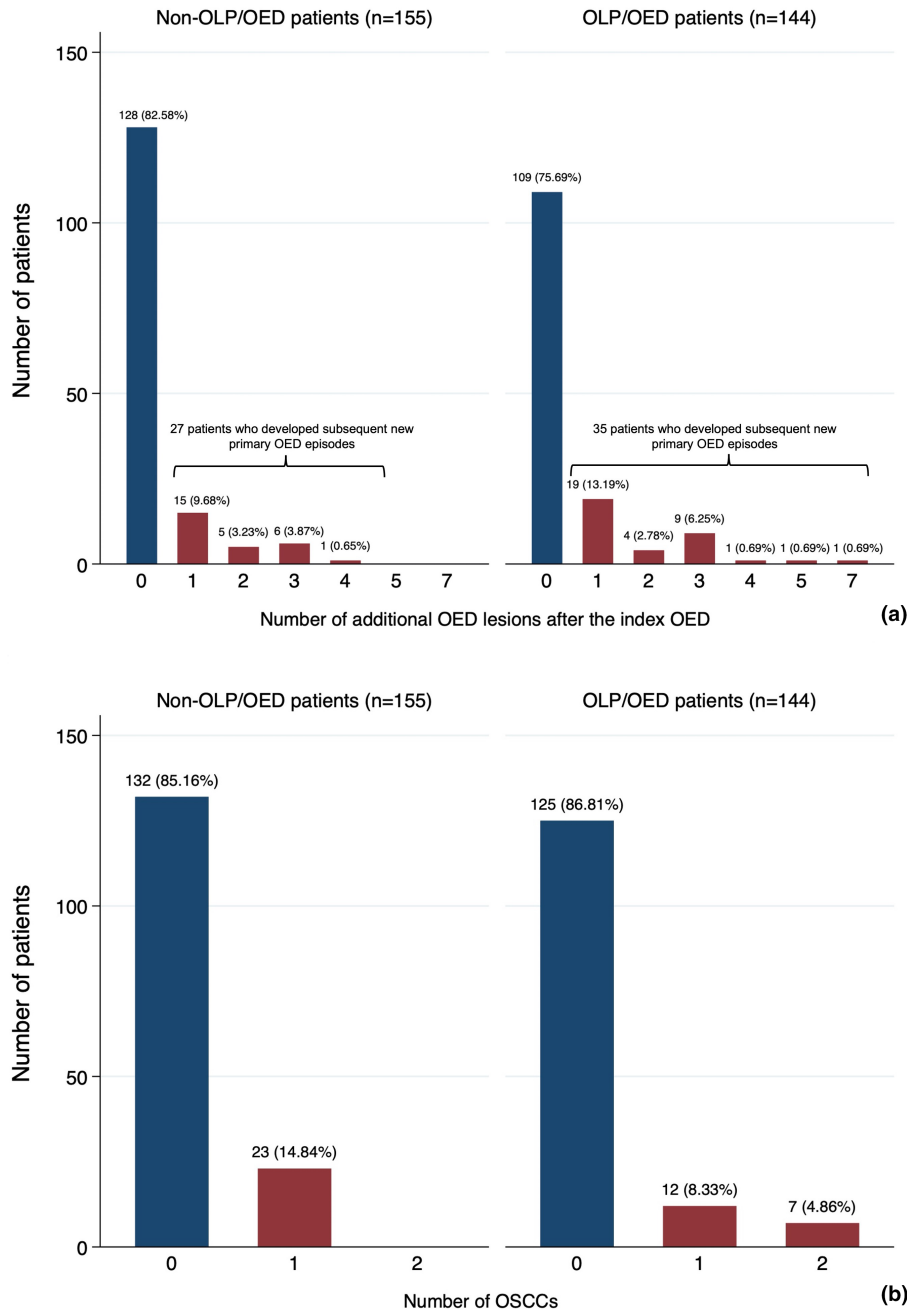 Non-OLP/OED patients (n=155)
OLP/OED patients (n=144)
150
128 (82.58%)
109 (75.69%)
100
Number of patients
50
27 patients who developed subsequent new
primary OED episodes
35 patients who developed subsequent new
primary OED episodes
15 (9.68%)
5 (3.23%)
6 (3.87%)
1 (0.65%)
19 (13.19%)
4 (2.78%)
9 (6.25%)
1 (0.69%)
1 (0.69%)
1 (0.69%)
0
0 1 2 3 4 5 7
0 1 2 3 4 5 7
Number of additional OED lesions after the index OED
(a)
Non-OLP/OED patients (n=155)
OLP/OED patients (n=144)
150
132 (85.16%)
125 (86.81%)
100
Number of patients
50
23 (14.84%)
12 (8.33%)
7 (4.86%)
0
0 1 2
0 1 2
Number of OSCCs
(b)